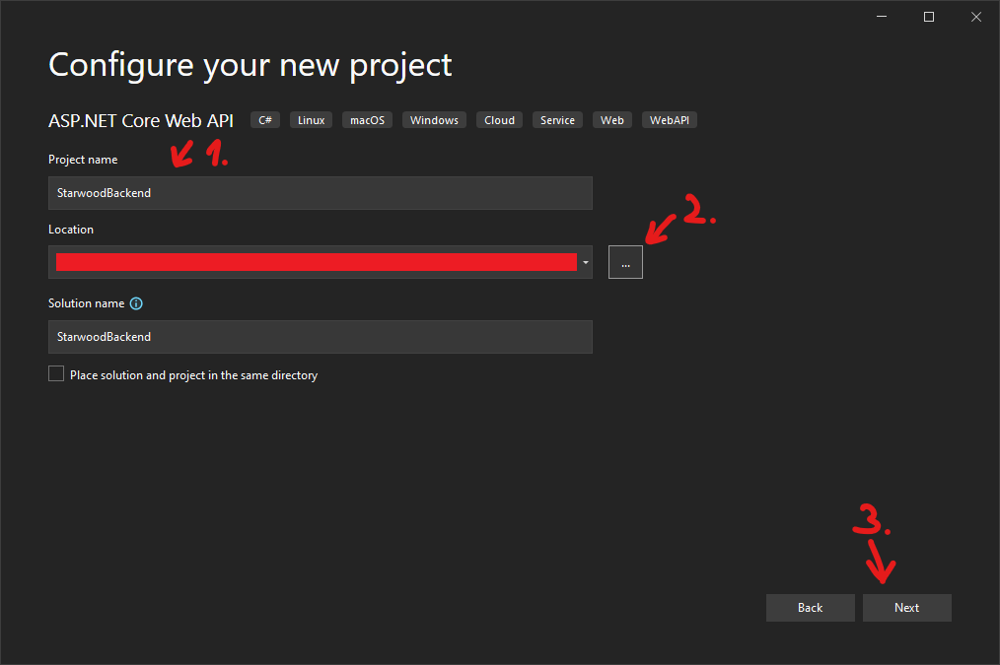 Configure your new project
ASP.NET Core Web API C# Linux macOS Windows Cloud Service Web WebAPI
1.
Project name
StarwoodBackend
2.
Location
...
Solution name
StarwoodBackend
Place solution and project in the same directory
3.
Back Next